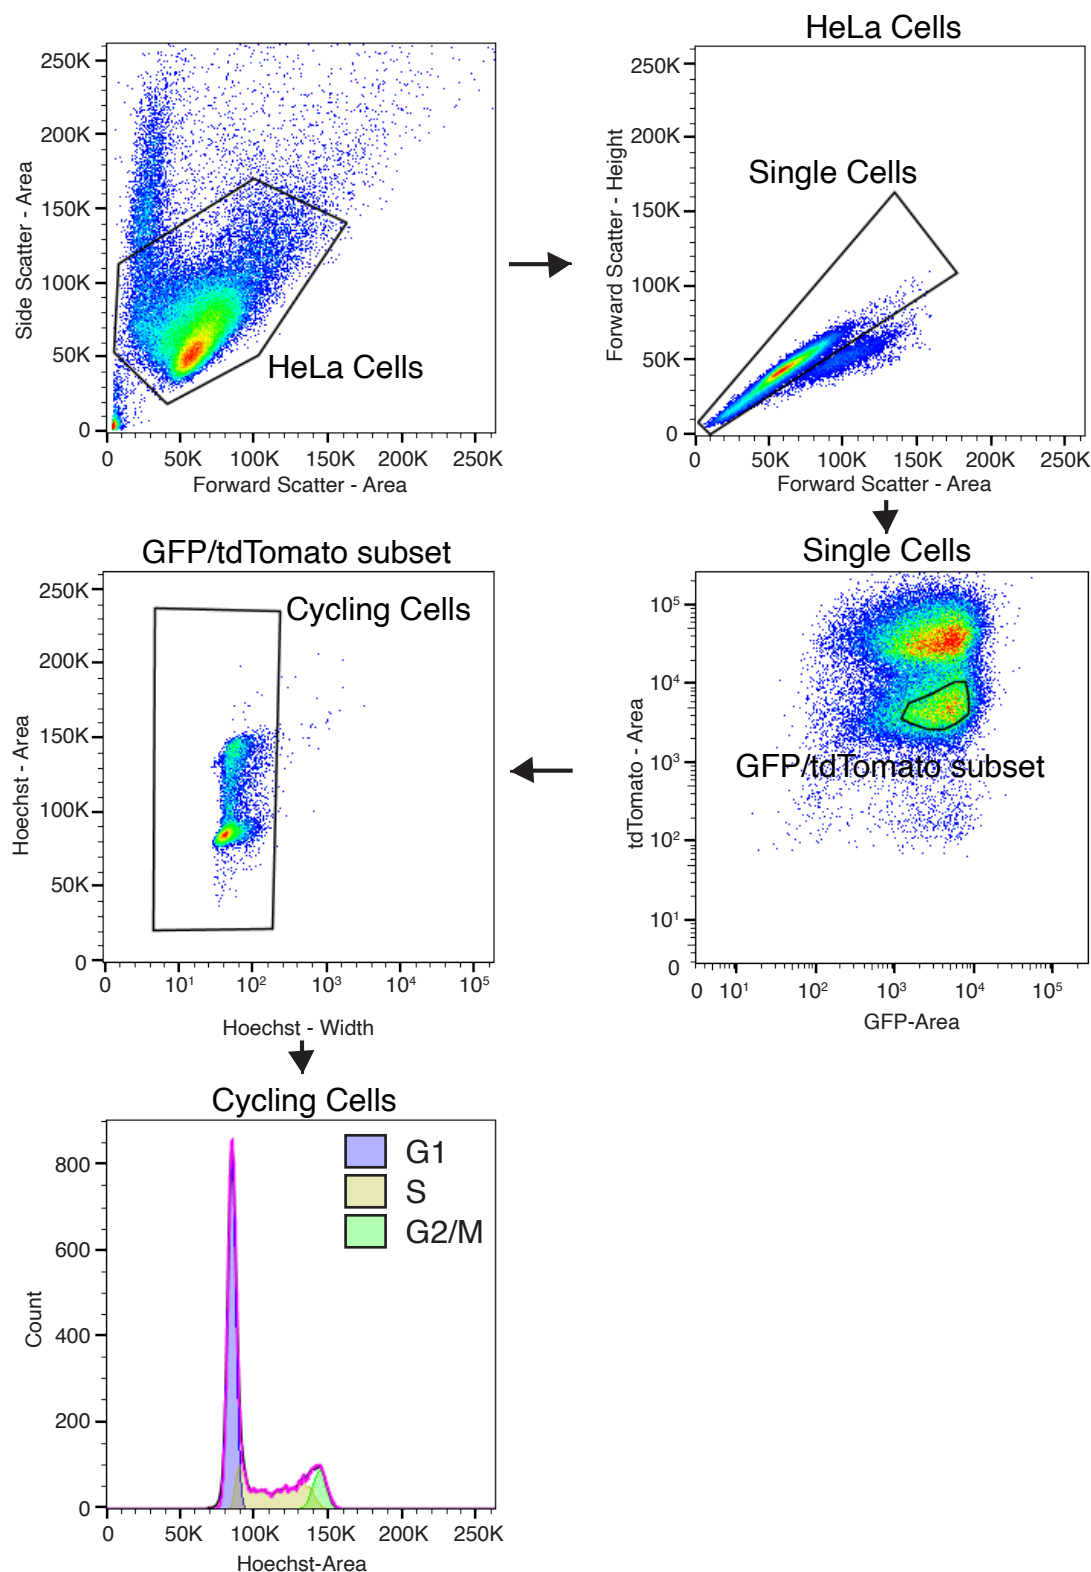 250K
200K
150K
100K
50K
0
Side Scatter - Area
HeLa Cells
0 50K 100K 150K 200K 250K
Forward Scatter - Area
HeLa Cells
250K
200K
150K
100K
50K
0
Forward Scatter - Height
Single Cells
0 50K 100K 150K 200K 250K
Forward Scatter - Area
Single Cells
10⁵
10⁴
10³
10²
10¹
0
tdTomato - Area
GFP/tdTomato subset
0 10¹ 10² 10³ 10⁴ 10⁵
GFP-Area
GFP/tdTomato subset
250K
200K
150K
100K
50K
0
Hoechst - Area
Cycling Cells
0 10¹ 10² 10³ 10⁴ 10⁵
Hoechst - Width
Cycling Cells
800
600
400
200
0
Count
G1
S
G2/M
0 50K 100K 150K 200K 250K
Hoechst-Area